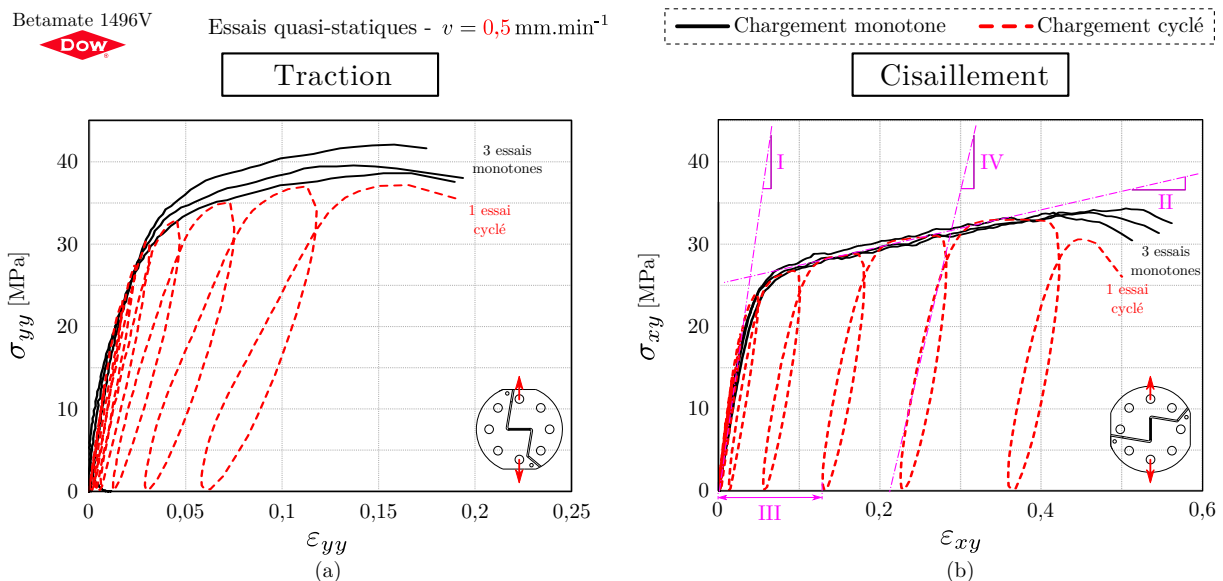 Betamate 1496V
DOW
Essais quasi-statiques - v = 0,5 mm.min⁻¹
Chargement monotone
Chargement cyclé
Traction
σyy [MPa]
40
30
20
10
0
3 essais
monotones
1 essai
cyclé
0
0,05
0,1
0,15
0,2
0,25
εyy
(a)
Cisaillement
σxy [MPa]
40
30
20
10
0
I
IV
II
3 essais
monotones
1 essai
cyclé
III
0
0,2
0,4
0,6
εxy
(b)